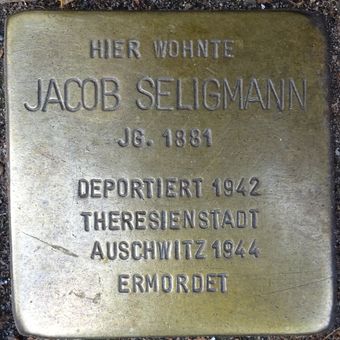 HIER WOHNTE
JACOB SELIGMANN
JG. 1881
DEPORTIERT 1942
THERESIENSTADT
AUSCHWITZ 1944
ERMORDET